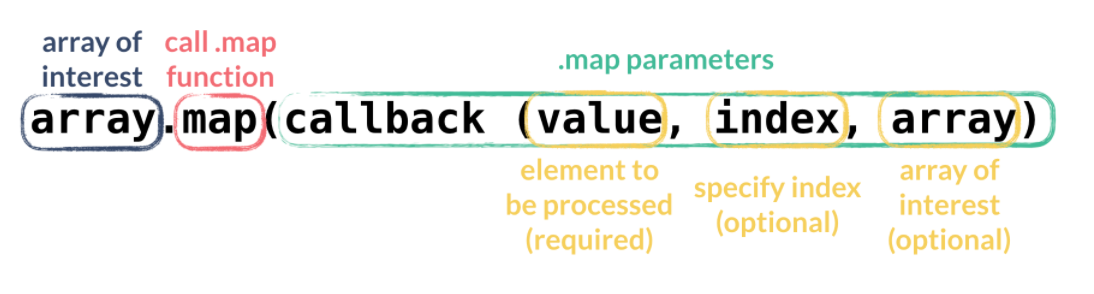 array of
interest
call .map
function
.map parameters
array.map(callback (value, index, array)
element to
be processed
(required)
specify index
(optional)
array of
interest
(optional)